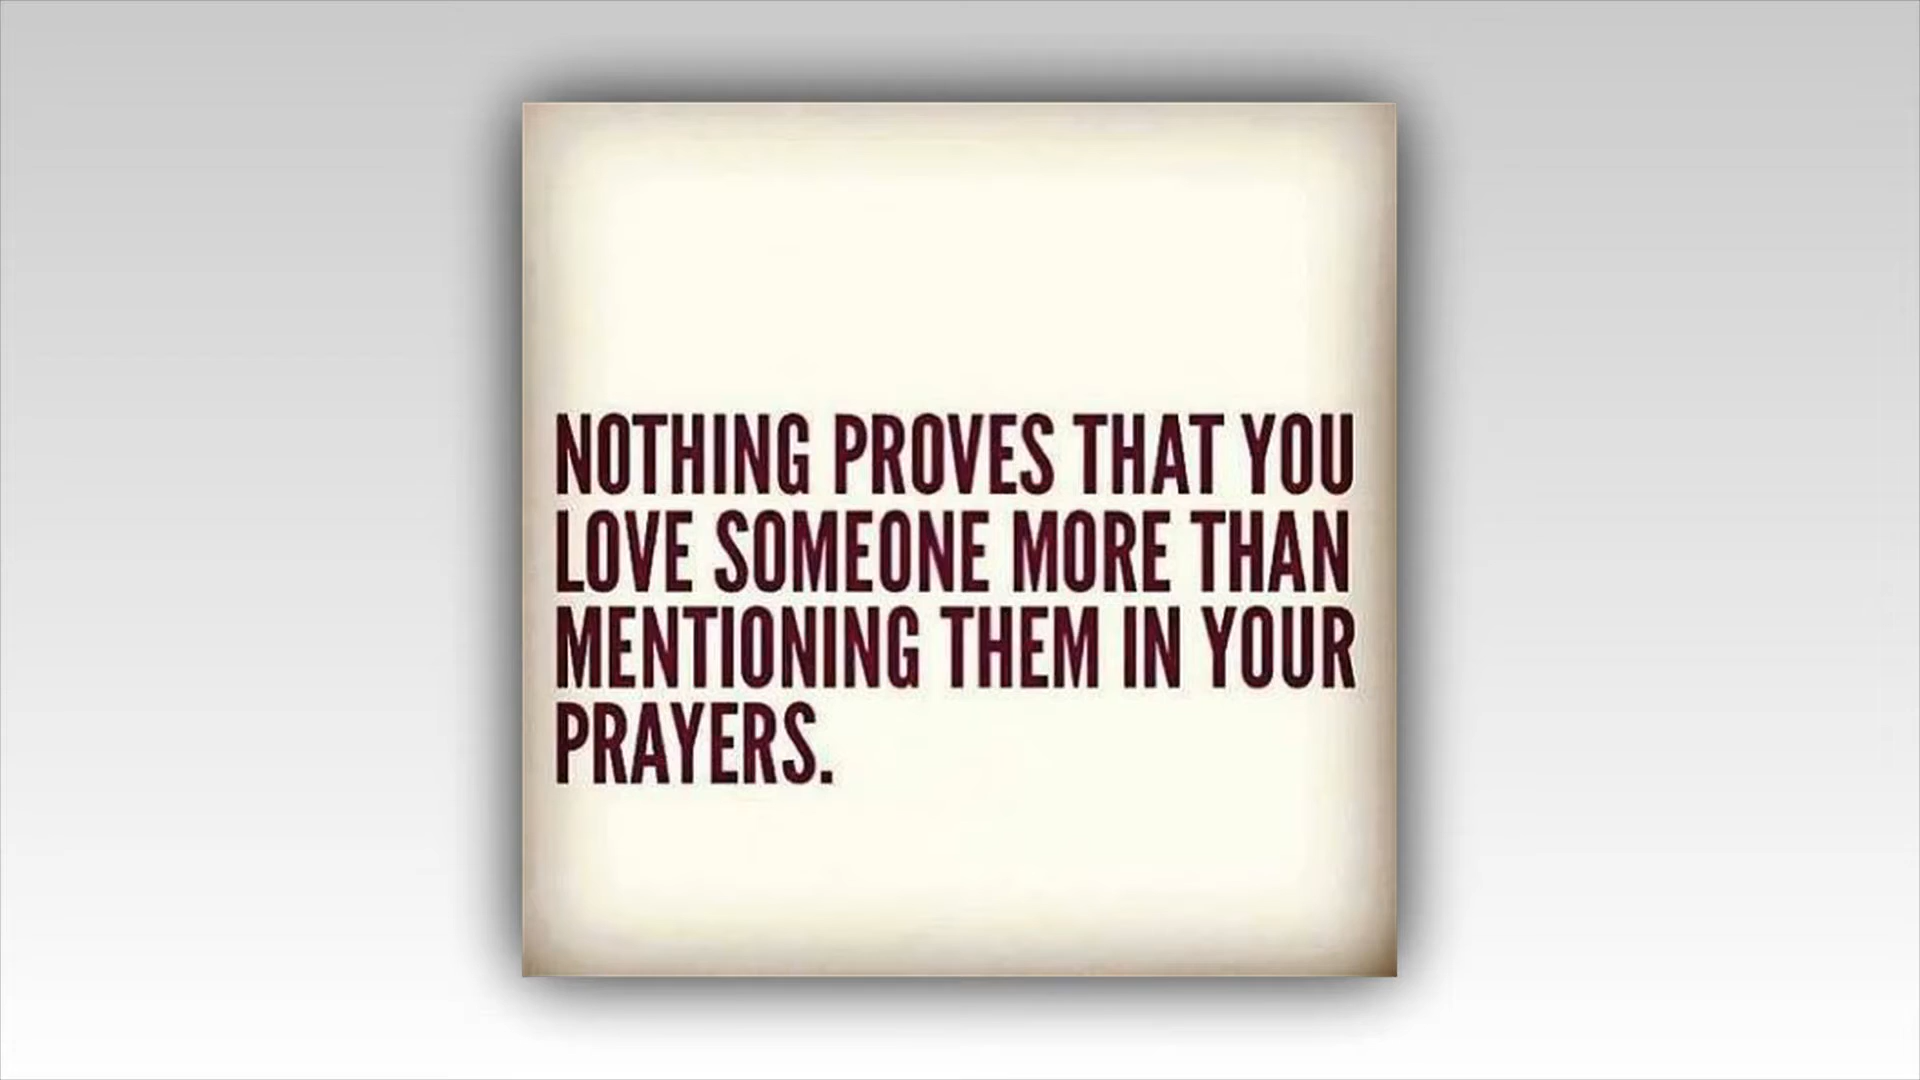 NOTHING PROVES THAT YOU
LOVE SOMEONE MORE THAN
MENTIONING THEM IN YOUR
PRAYERS.